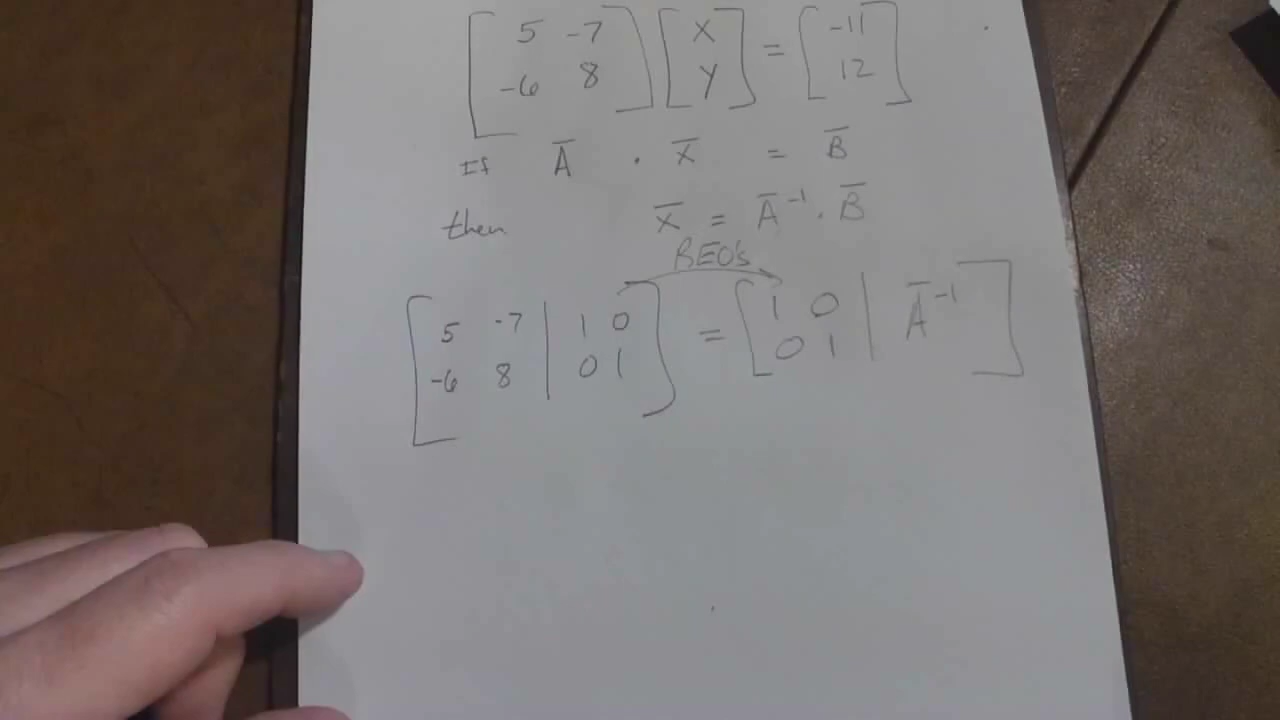 [ 5 -7 ] [ x ] = [ -11 ]
[ -6 8 ] [ y ] [ 12 ]
If A̅ · X̅ = B̅
then X̅ = A̅⁻¹ · B̅
REO's
[ 5 -7 | 1 0 ] = [ 1 0 | A̅⁻¹ ]
[ -6 8 | 0 1 ] [ 0 1 | ]